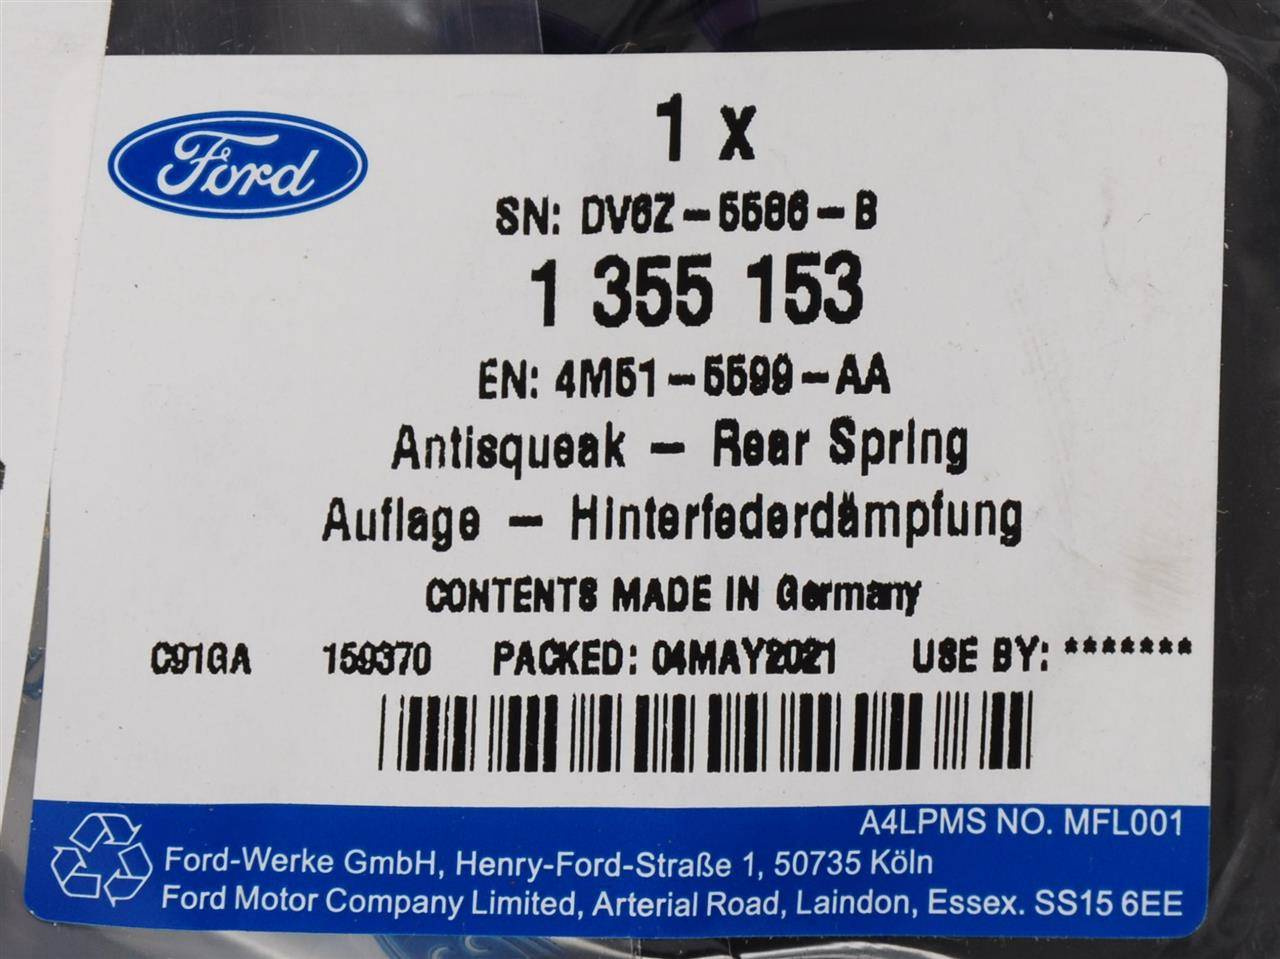 Ford
1 x
SN: DV6Z-5586-B
1 355 153
EN: 4M51-5599-AA
Antisqueak - Rear Spring
Auflage - Hinterfederdämpfung
CONTENTS MADE IN Germany
C91GA 159370 PACKED: 04MAY2021 USE BY: *******
A4LPMS NO. MFL001
Ford-Werke GmbH, Henry-Ford-Straße 1, 50735 Köln
Ford Motor Company Limited, Arterial Road, Laindon, Essex. SS15 6EE